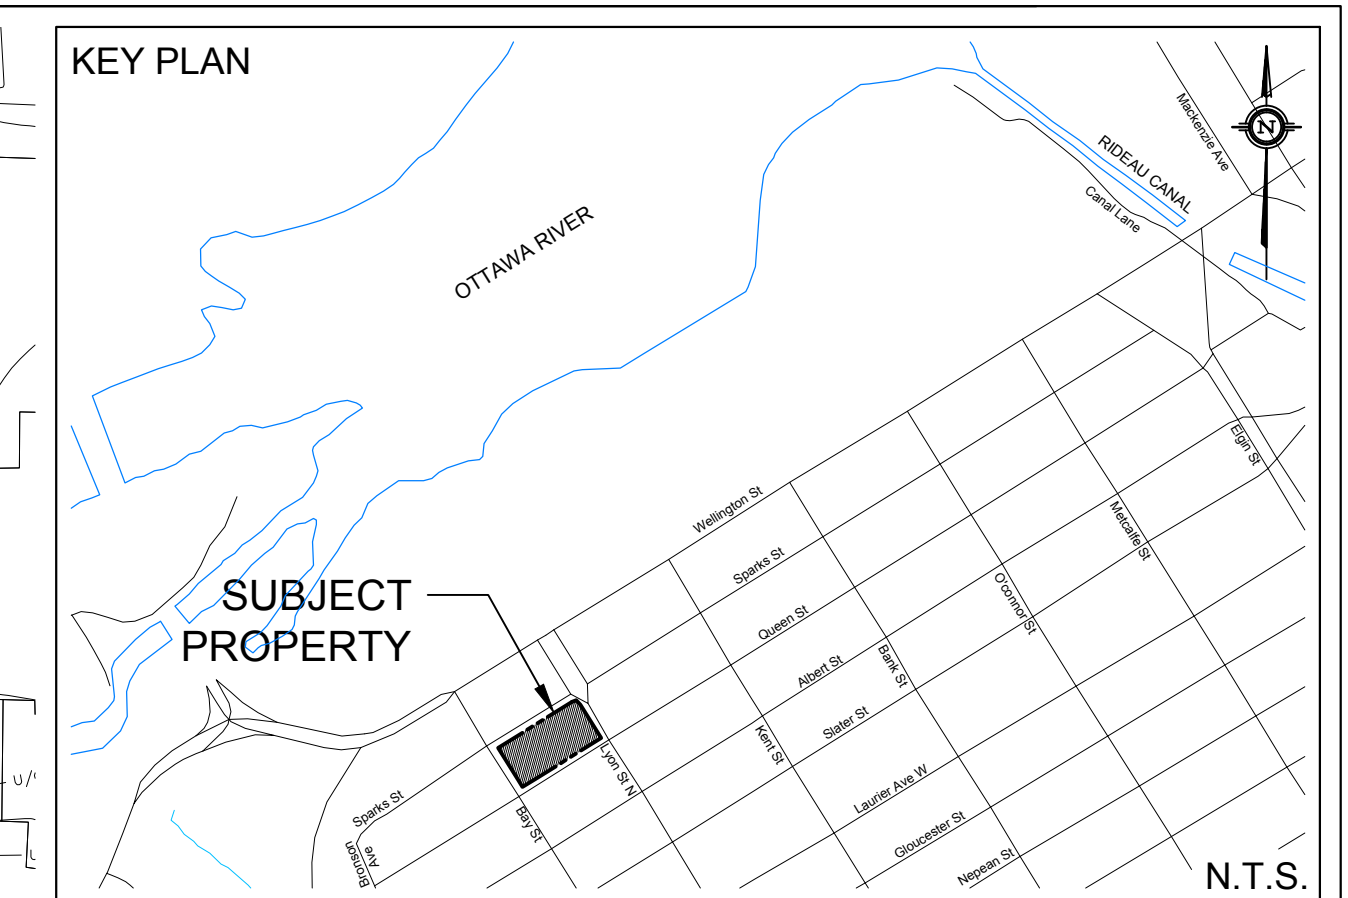 KEY PLAN
Mackenzie Ave
N
RIDEAU CANAL
Canal Lane
OTTAWA RIVER
Elgin St
Wellington St
Metcalfe St
Sparks St
O'connor St
SUBJECT
PROPERTY
Queen St
Bank St
Albert St
Slater St
Kent St
Lyon St N
Laurier Ave W
Sparks St
Bay St
Gloucester St
Bronson
Ave
Nepean St
N.T.S.